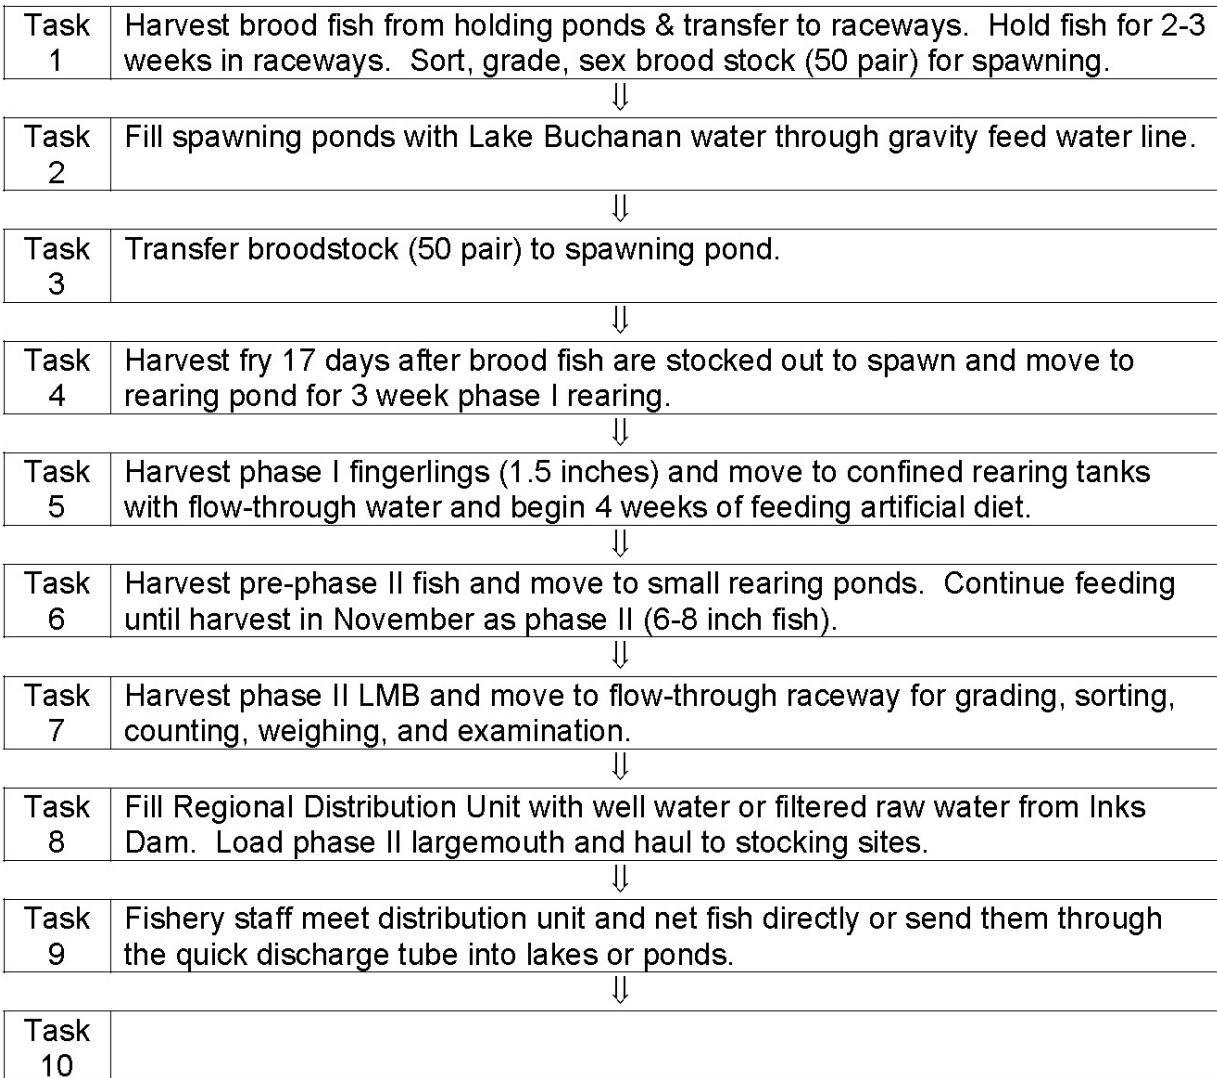 Task Harvest brood fish from holding ponds & transfer to raceways. Hold fish for 2-3
1 weeks in raceways. Sort, grade, sex brood stock (50 pair) for spawning.
⇓
Task Fill spawning ponds with Lake Buchanan water through gravity feed water line.
2
⇓
Task Transfer broodstock (50 pair) to spawning pond.
3
⇓
Task Harvest fry 17 days after brood fish are stocked out to spawn and move to
4 rearing pond for 3 week phase I rearing.
⇓
Task Harvest phase I fingerlings (1.5 inches) and move to confined rearing tanks
5 with flow-through water and begin 4 weeks of feeding artificial diet.
⇓
Task Harvest pre-phase II fish and move to small rearing ponds. Continue feeding
6 until harvest in November as phase II (6-8 inch fish).
⇓
Task Harvest phase II LMB and move to flow-through raceway for grading, sorting,
7 counting, weighing, and examination.
⇓
Task Fill Regional Distribution Unit with well water or filtered raw water from Inks
8 Dam. Load phase II largemouth and haul to stocking sites.
⇓
Task Fishery staff meet distribution unit and net fish directly or send them through
9 the quick discharge tube into lakes or ponds.
⇓
Task
10